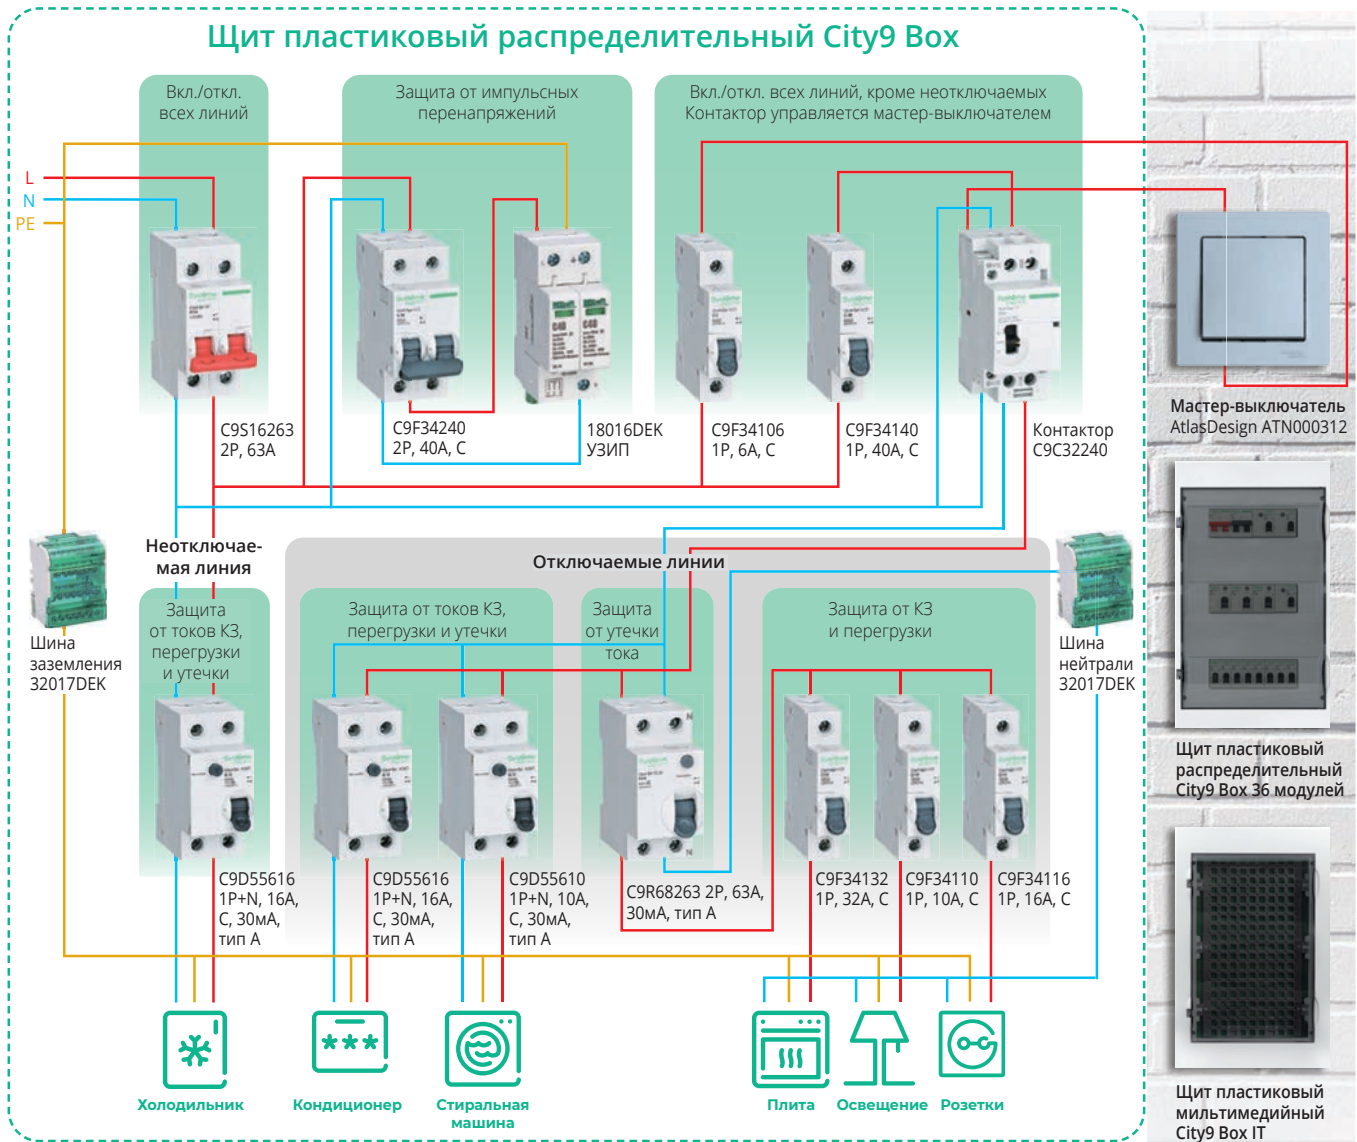 Щит пластиковый распределительный City9 Box
Вкл./откл.
всех линий
Защита от импульсных
перенапряжений
Вкл./откл. всех линий, кроме неотключаемых
Контактор управляется мастер-выключателем
L
N
PE
C9S16263
2P, 63A
C9F34240
2P, 40A, C
18016DEK
УЗИП
C9F34106
1P, 6A, C
C9F34140
1P, 40A, C
Контактор
C9C32240
Мастер-выключатель
AtlasDesign ATN000312
Неотключае-
мая линия
Отключаемые линии
Защита
от токов КЗ,
перегрузки
и утечки
Защита от токов КЗ,
перегрузки и утечки
Защита
от утечки
тока
Защита от КЗ
и перегрузки
Шина
заземления
32017DEK
Шина
нейтрали
32017DEK
Щит пластиковый
распределительный
City9 Box 36 модулей
C9D55616
1P+N, 16A,
C, 30мА,
тип А
C9D55616
1P+N, 16A,
C, 30мА,
тип А
C9D55610
1P+N, 10A,
C, 30мА,
тип А
C9R68263 2P, 63A,
30мА, тип А
C9F34132
1P, 32A, C
C9F34110
1P, 10A, C
C9F34116
1P, 16A, C
Холодильник
Кондиционер
Стиральная
машина
Плита
Освещение
Розетки
Щит пластиковый
мильтимедийный
City9 Box IT